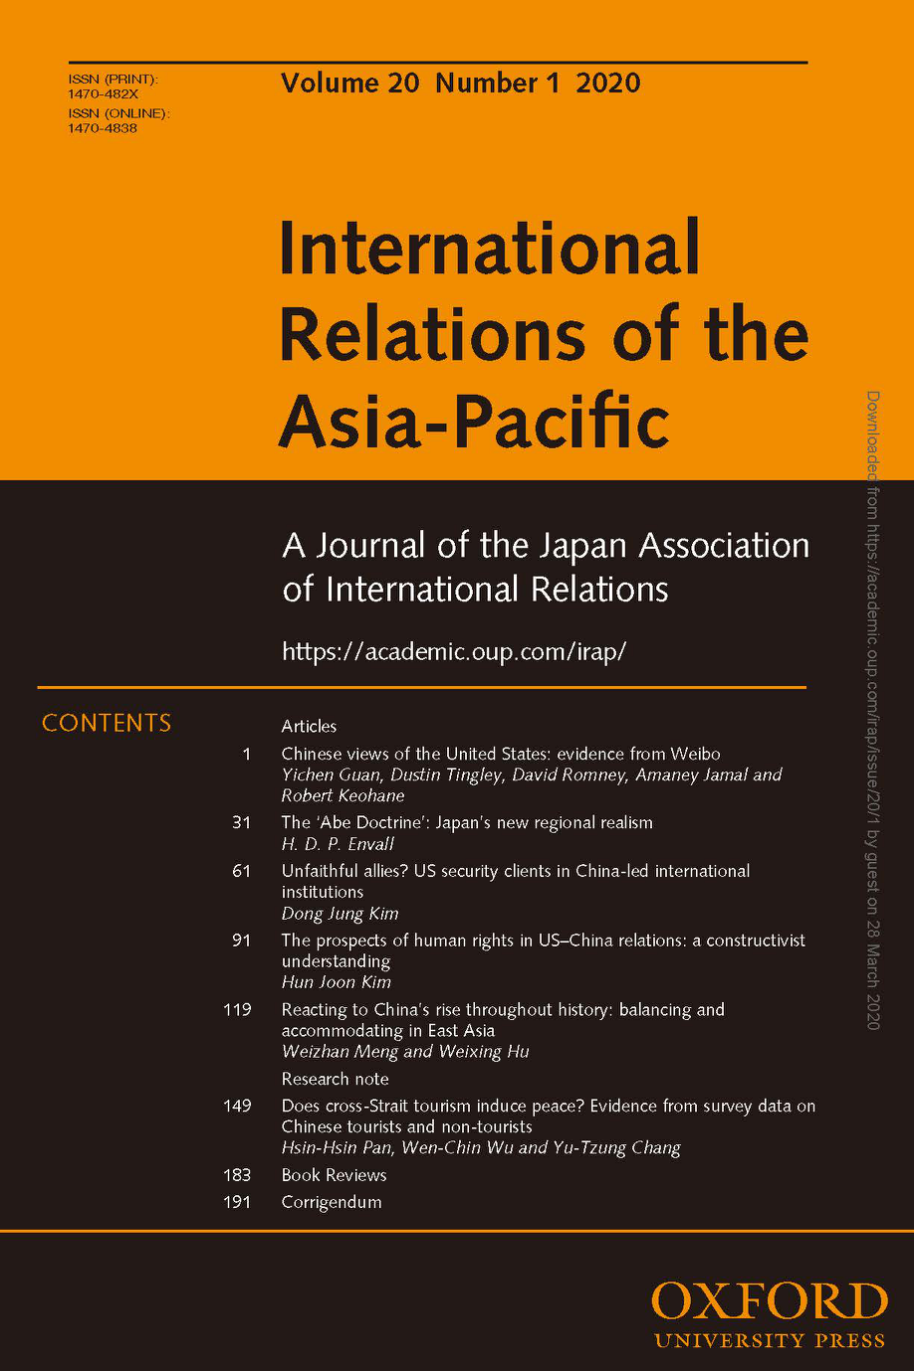 ISSN (PRINT):
1470-482X
ISSN (ONLINE):
1470-4838
Volume 20 Number 1 2020
International
Relations of the
Asia-Pacific
A Journal of the Japan Association
of International Relations
https://academic.oup.com/irap/
CONTENTS
Articles
1 Chinese views of the United States: evidence from Weibo
Yichen Guan, Dustin Tingley, David Romney, Amaney Jamal and
Robert Keohane
31 The ‘Abe Doctrine’: Japan’s new regional realism
H. D. P. Envall
61 Unfaithful allies? US security clients in China-led international
institutions
Dong Jung Kim
91 The prospects of human rights in US–China relations: a constructivist
understanding
Hun Joon Kim
119 Reacting to China’s rise throughout history: balancing and
accommodating in East Asia
Weizhan Meng and Weixing Hu
Research note
149 Does cross-Strait tourism induce peace? Evidence from survey data on
Chinese tourists and non-tourists
Hsin-Hsin Pan, Wen-Chin Wu and Yu-Tzung Chang
183 Book Reviews
191 Corrigendum
OXFORD
UNIVERSITY PRESS
Downloaded from https://academic.oup.com/irap/issue/20/1 by guest on 28 March 2020